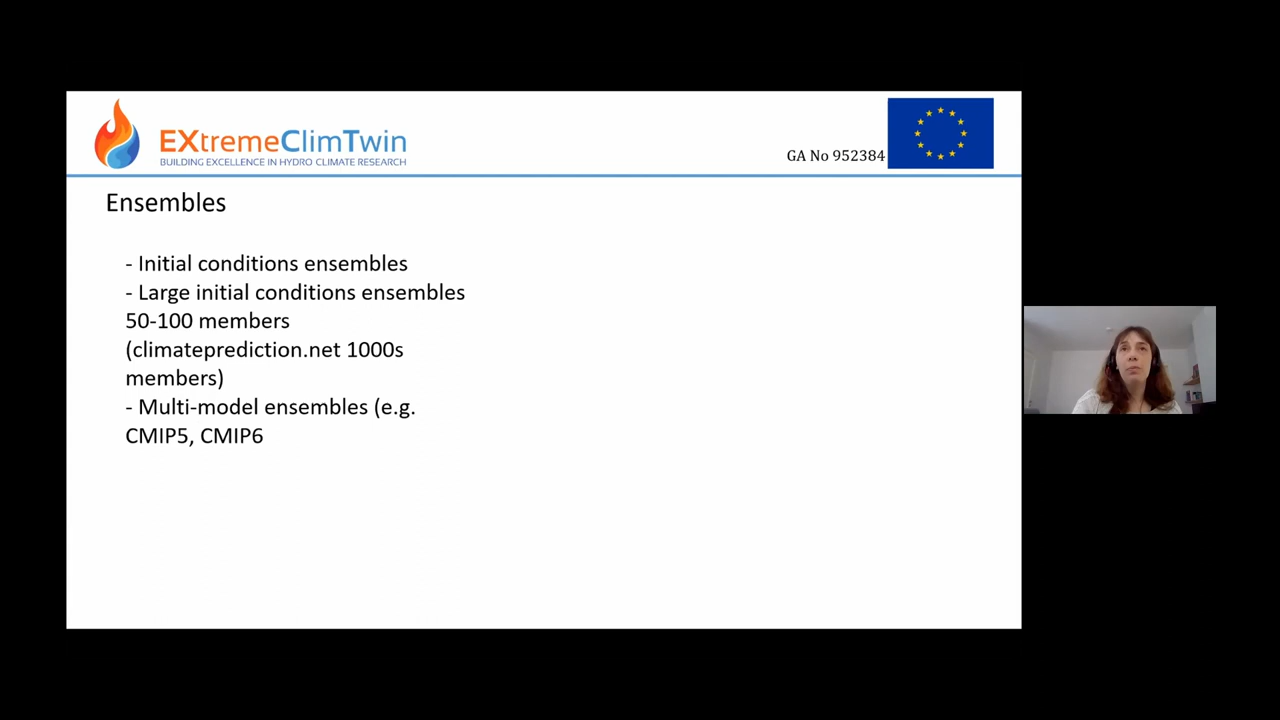 EXtremeClimTwin
BUILDING EXCELLENCE IN HYDRO CLIMATE RESEARCH
GA No 952384
Ensembles
- Initial conditions ensembles
- Large initial conditions ensembles
50-100 members
(climateprediction.net 1000s
members)
- Multi-model ensembles (e.g.
CMIP5, CMIP6